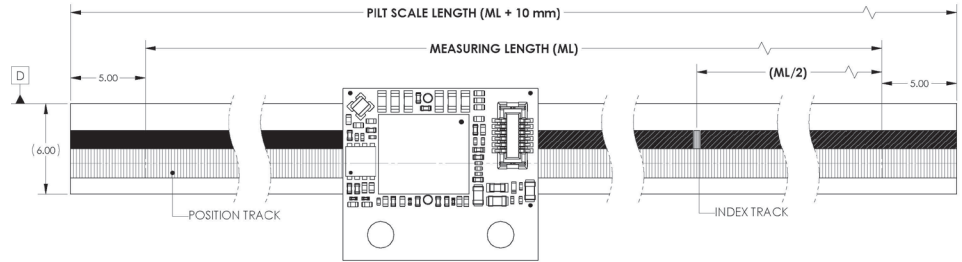 PILT SCALE LENGTH (ML + 10 mm)
MEASURING LENGTH (ML)
5.00
(ML/2)
5.00
D
(6.00)
POSITION TRACK
INDEX TRACK